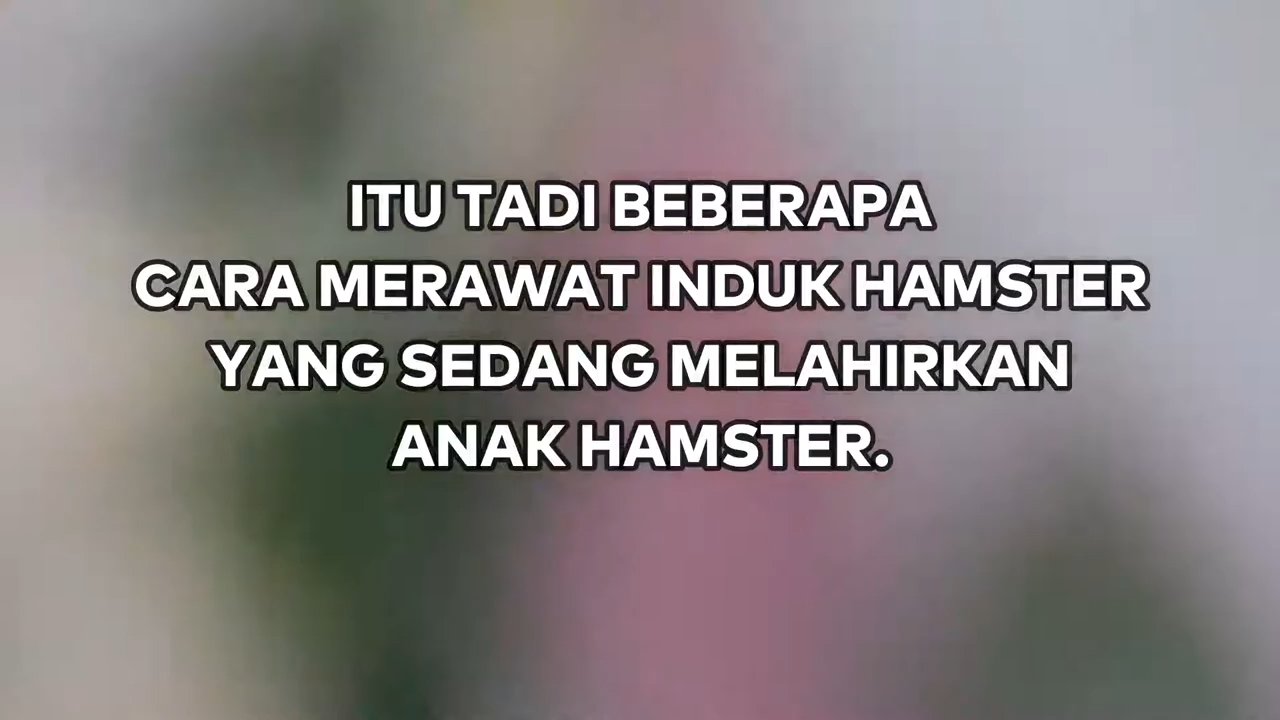 ITU TADI BEBERAPA
CARA MERAWAT INDUK HAMSTER
YANG SEDANG MELAHIRKAN
ANAK HAMSTER.